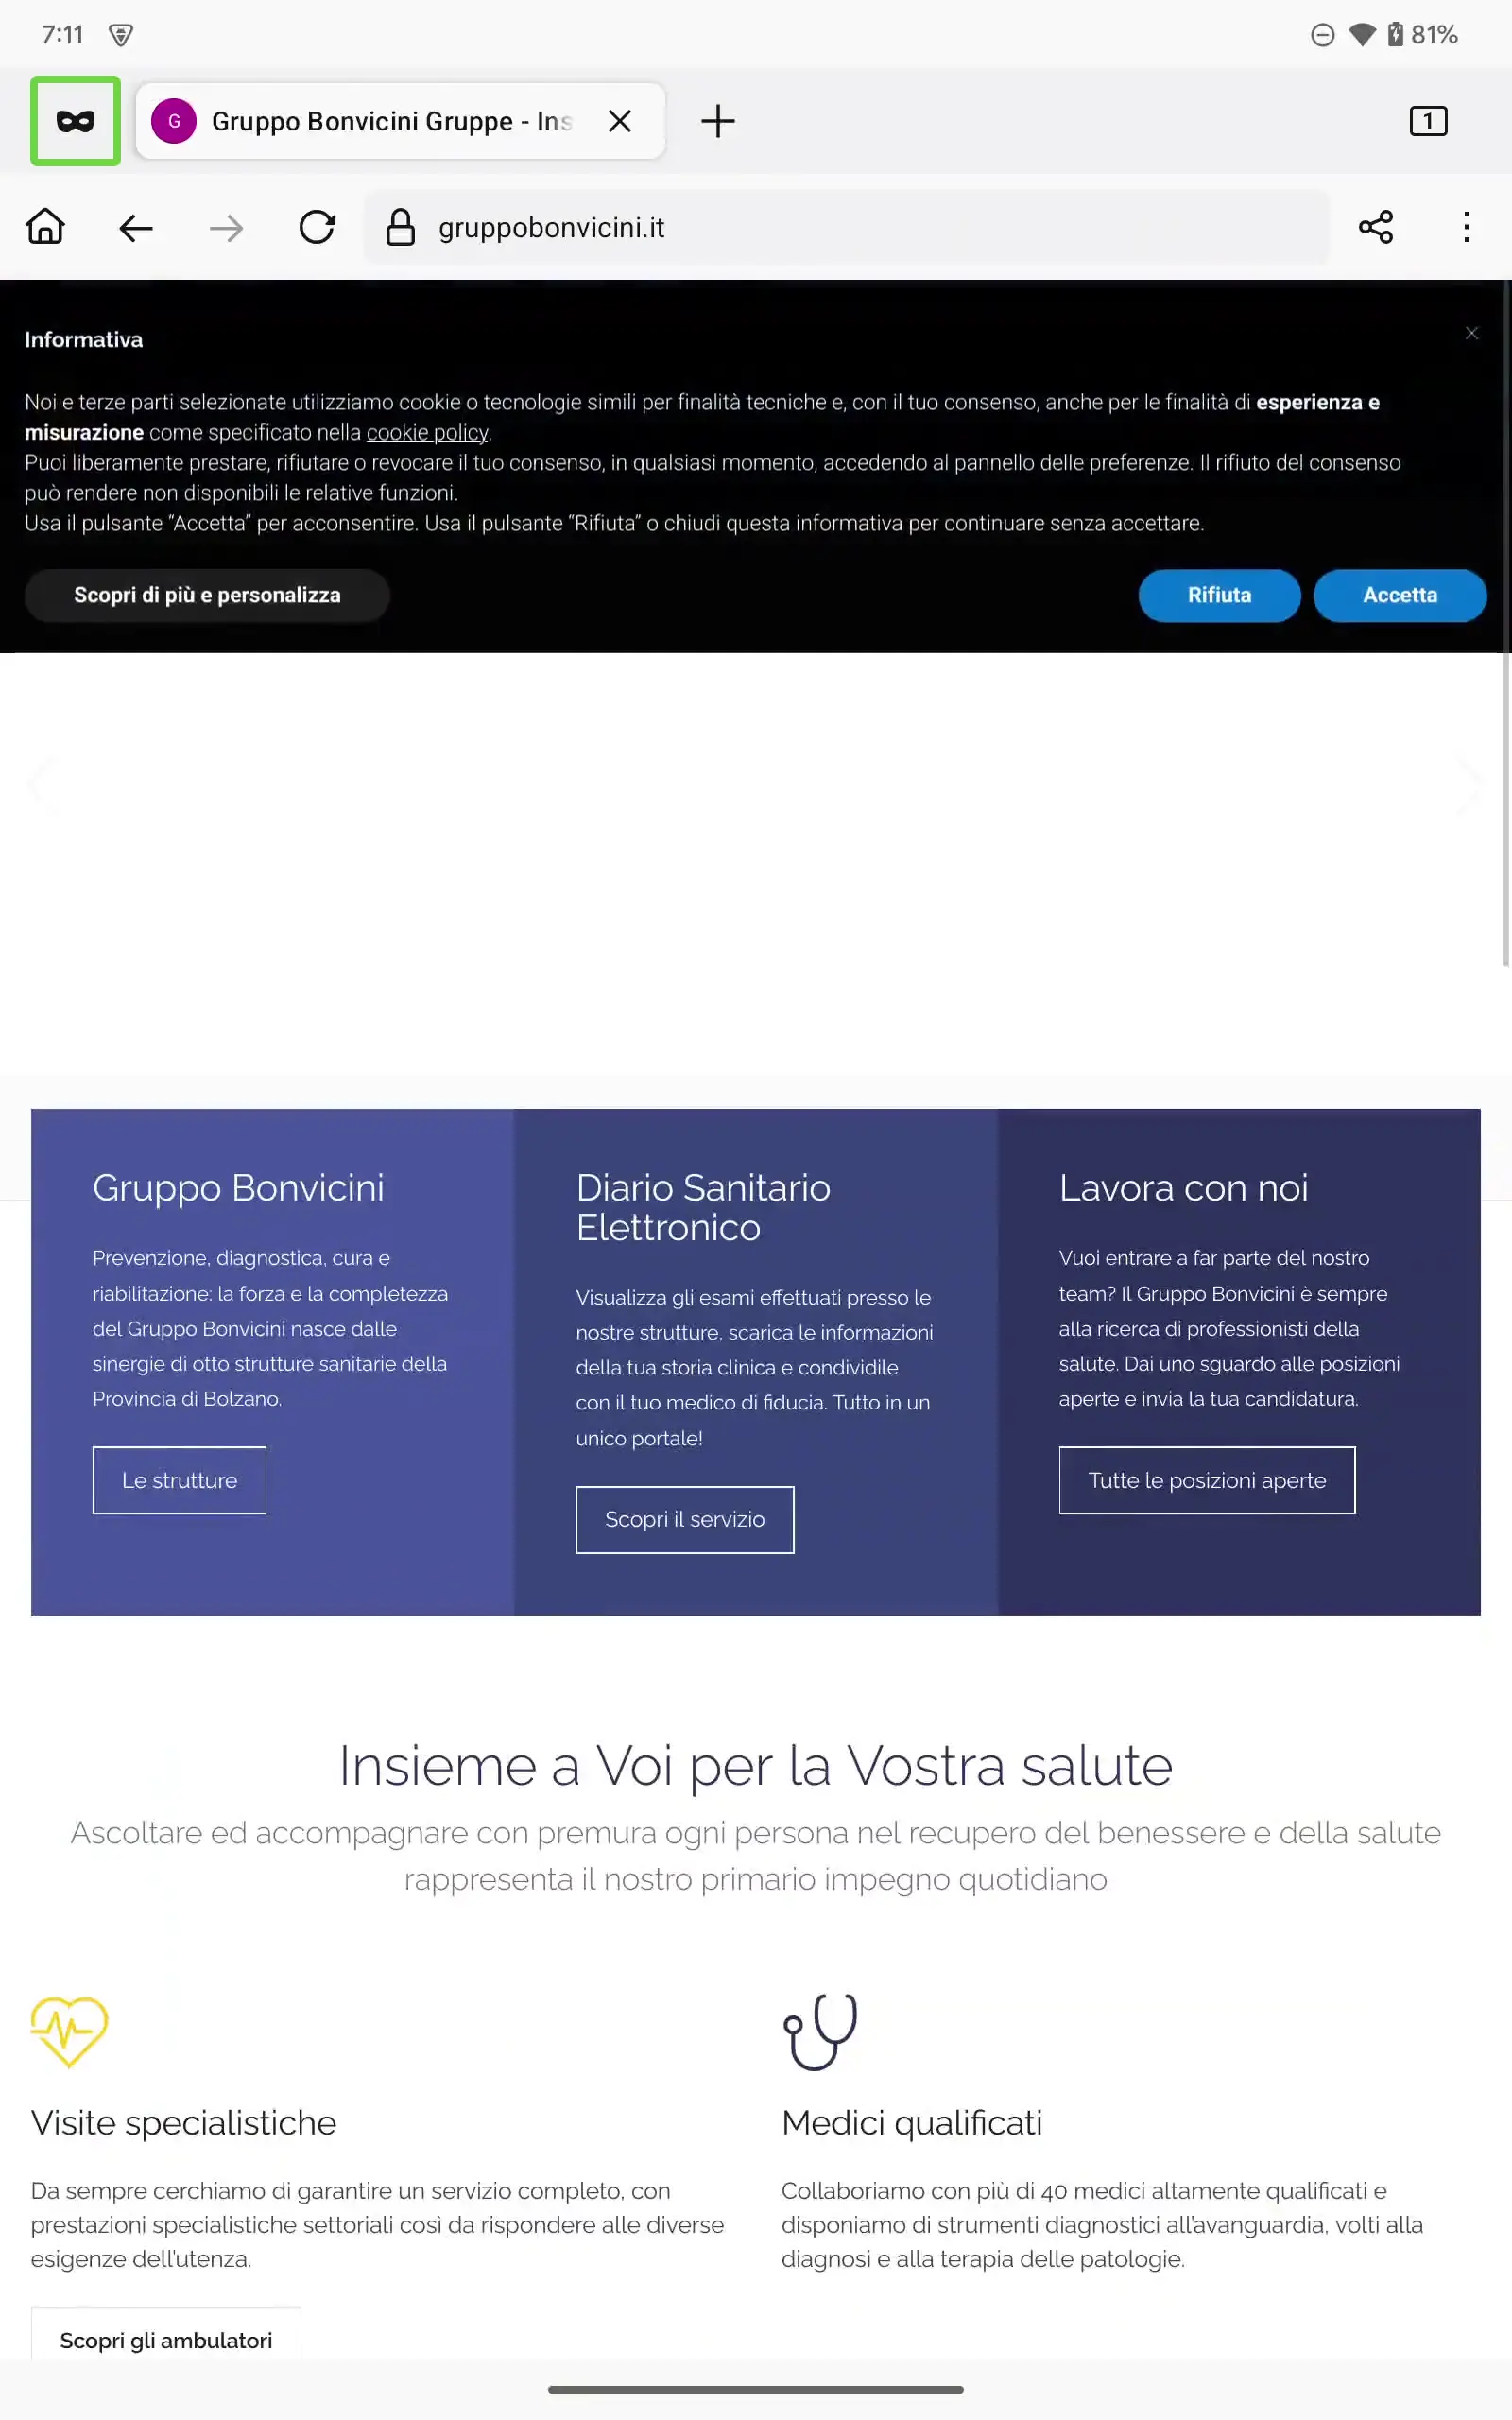 7:11
81%
G Gruppo Bonvicini Gruppe - Ins
1
gruppobonvicini.it
Informativa
Noi e terze parti selezionate utilizziamo cookie o tecnologie simili per finalità tecniche e, con il tuo consenso, anche per le finalità di esperienza e
misurazione come specificato nella cookie policy.
Puoi liberamente prestare, rifiutare o revocare il tuo consenso, in qualsiasi momento, accedendo al pannello delle preferenze. Il rifiuto del consenso
può rendere non disponibili le relative funzioni.
Usa il pulsante “Accetta” per acconsentire. Usa il pulsante “Rifiuta” o chiudi questa informativa per continuare senza accettare.
Scopri di più e personalizza
Rifiuta
Accetta
Gruppo Bonvicini
Prevenzione, diagnostica, cura e
riabilitazione: la forza e la completezza
del Gruppo Bonvicini nasce dalle
sinergie di otto strutture sanitarie della
Provincia di Bolzano.
Le strutture
Diario Sanitario
Elettronico
Visualizza gli esami effettuati presso le
nostre strutture, scarica le informazioni
della tua storia clinica e condividile
con il tuo medico di fiducia. Tutto in un
unico portale!
Scopri il servizio
Lavora con noi
Vuoi entrare a far parte del nostro
team? Il Gruppo Bonvicini è sempre
alla ricerca di professionisti della
salute. Dai uno sguardo alle posizioni
aperte e invia la tua candidatura.
Tutte le posizioni aperte
Insieme a Voi per la Vostra salute
Ascoltare ed accompagnare con premura ogni persona nel recupero del benessere e della salute
rappresenta il nostro primario impegno quotidiano
Visite specialistiche
Da sempre cerchiamo di garantire un servizio completo, con
prestazioni specialistiche settoriali così da rispondere alle diverse
esigenze dell'utenza.
Scopri gli ambulatori
Medici qualificati
Collaboriamo con più di 40 medici altamente qualificati e
disponiamo di strumenti diagnostici all'avanguardia, volti alla
diagnosi e alla terapia delle patologie.